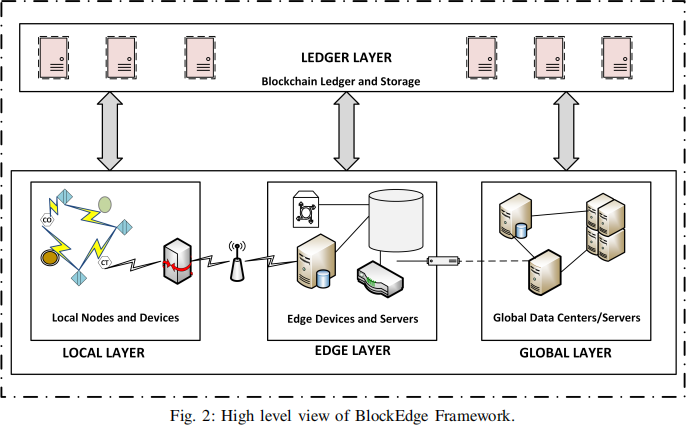 LEDGER LAYER
Blockchain Ledger and Storage
CO
CT
Local Nodes and Devices
Edge Devices and Servers
Global Data Centers/Servers
LOCAL LAYER
EDGE LAYER
GLOBAL LAYER
Fig. 2: High level view of BlockEdge Framework.